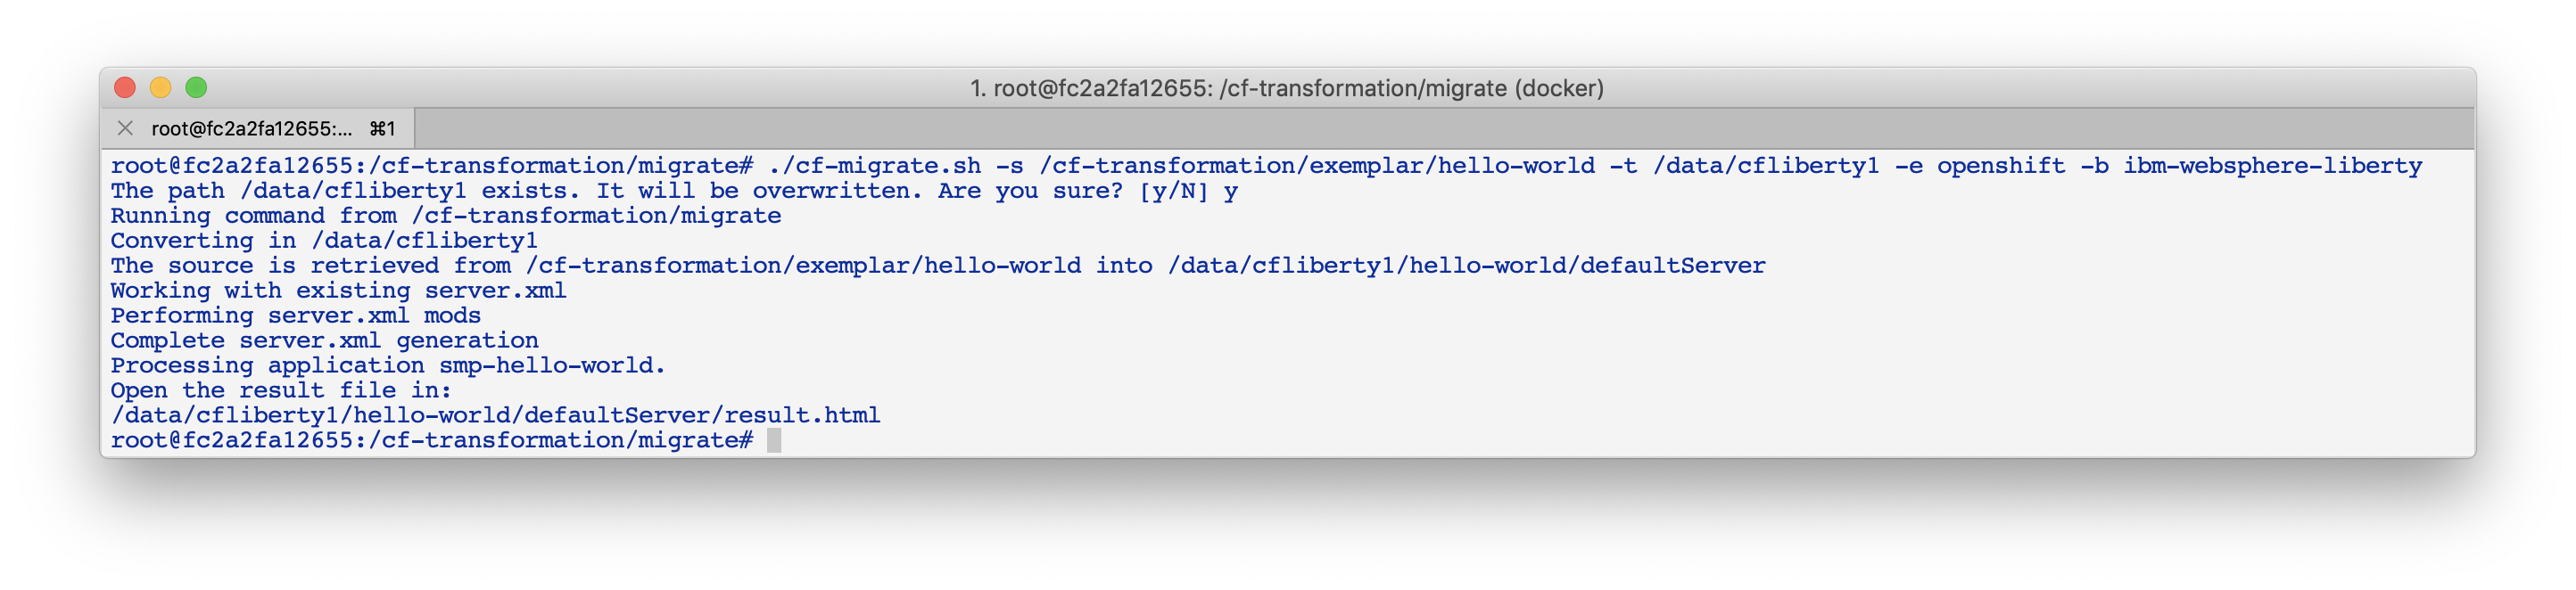 1. root@fc2a2fa12655: /cf-transformation/migrate (docker)
root@fc2a2fa12655:... ⌘1
root@fc2a2fa12655:/cf-transformation/migrate# ./cf-migrate.sh -s /cf-transformation/exemplar/hello-world -t /data/cfliberty1 -e openshift -b ibm-websphere-liberty
The path /data/cfliberty1 exists. It will be overwritten. Are you sure? [y/N] y
Running command from /cf-transformation/migrate
Converting in /data/cfliberty1
The source is retrieved from /cf-transformation/exemplar/hello-world into /data/cfliberty1/hello-world/defaultServer
Working with existing server.xml
Performing server.xml mods
Complete server.xml generation
Processing application smp-hello-world.
Open the result file in:
/data/cfliberty1/hello-world/defaultServer/result.html
root@fc2a2fa12655:/cf-transformation/migrate#